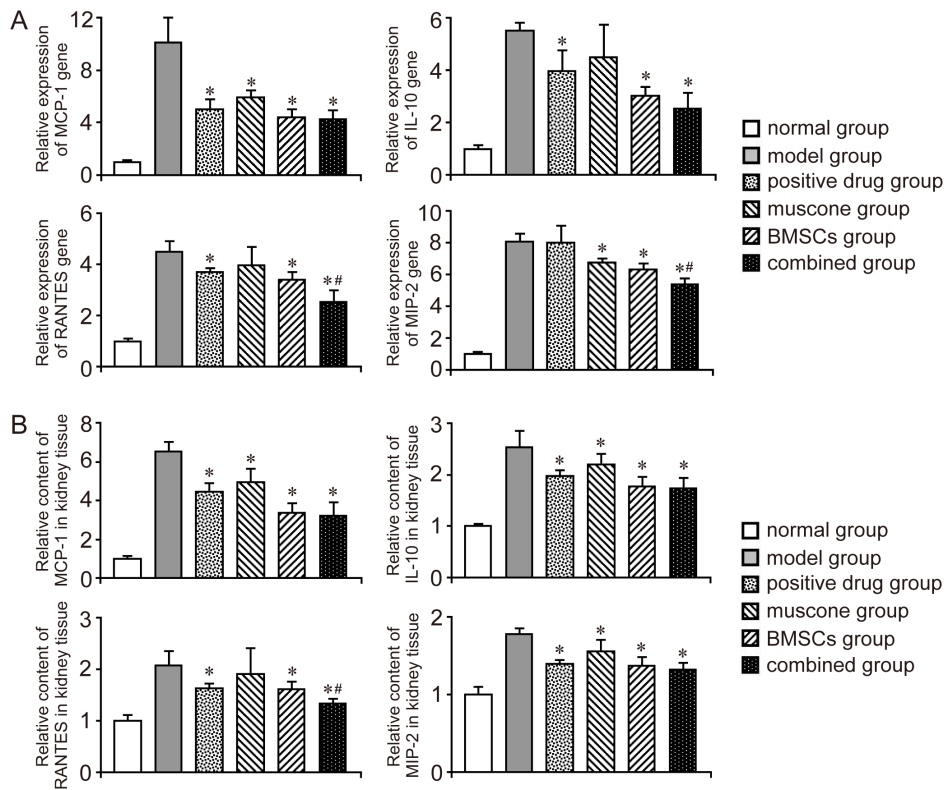 A
Relative expression
of MCP-1 gene
12
8
4
0
*
*
*
*
Relative expression
of IL-10 gene
6
4
2
0
*
*
*
Relative expression
of RANTES gene
6
4
2
0
*
*
*#
Relative expression
of MIP-2 gene
10
8
6
4
2
0
*
*
*#
normal group
model group
positive drug group
muscone group
BMSCs group
combined group
B
Relative content of
MCP-1 in kidney tissue
8
6
4
2
0
*
*
*
*
Relative content of
IL-10 in kidney tissue
3
2
1
0
*
*
*
*
Relative content of
RANTES in kidney tissue
3
2
1
0
*
*
*#
Relative content of
MIP-2 in kidney tissue
2
1
0
*
*
*
*
normal group
model group
positive drug group
muscone group
BMSCs group
combined group